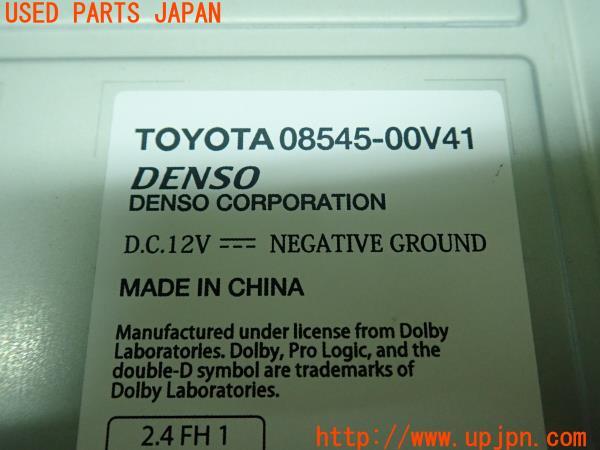 USED PARTS JAPAN
TOYOTA 08545-00V41
DENSO
DENSO CORPORATION
D.C.12V NEGATIVE GROUND
MADE IN CHINA
Manufactured under license from Dolby
Laboratories. Dolby, Pro Logic, and the
double-D symbol are trademarks of
Dolby Laboratories.
2.4 FH 1
http://www.upjpn.com